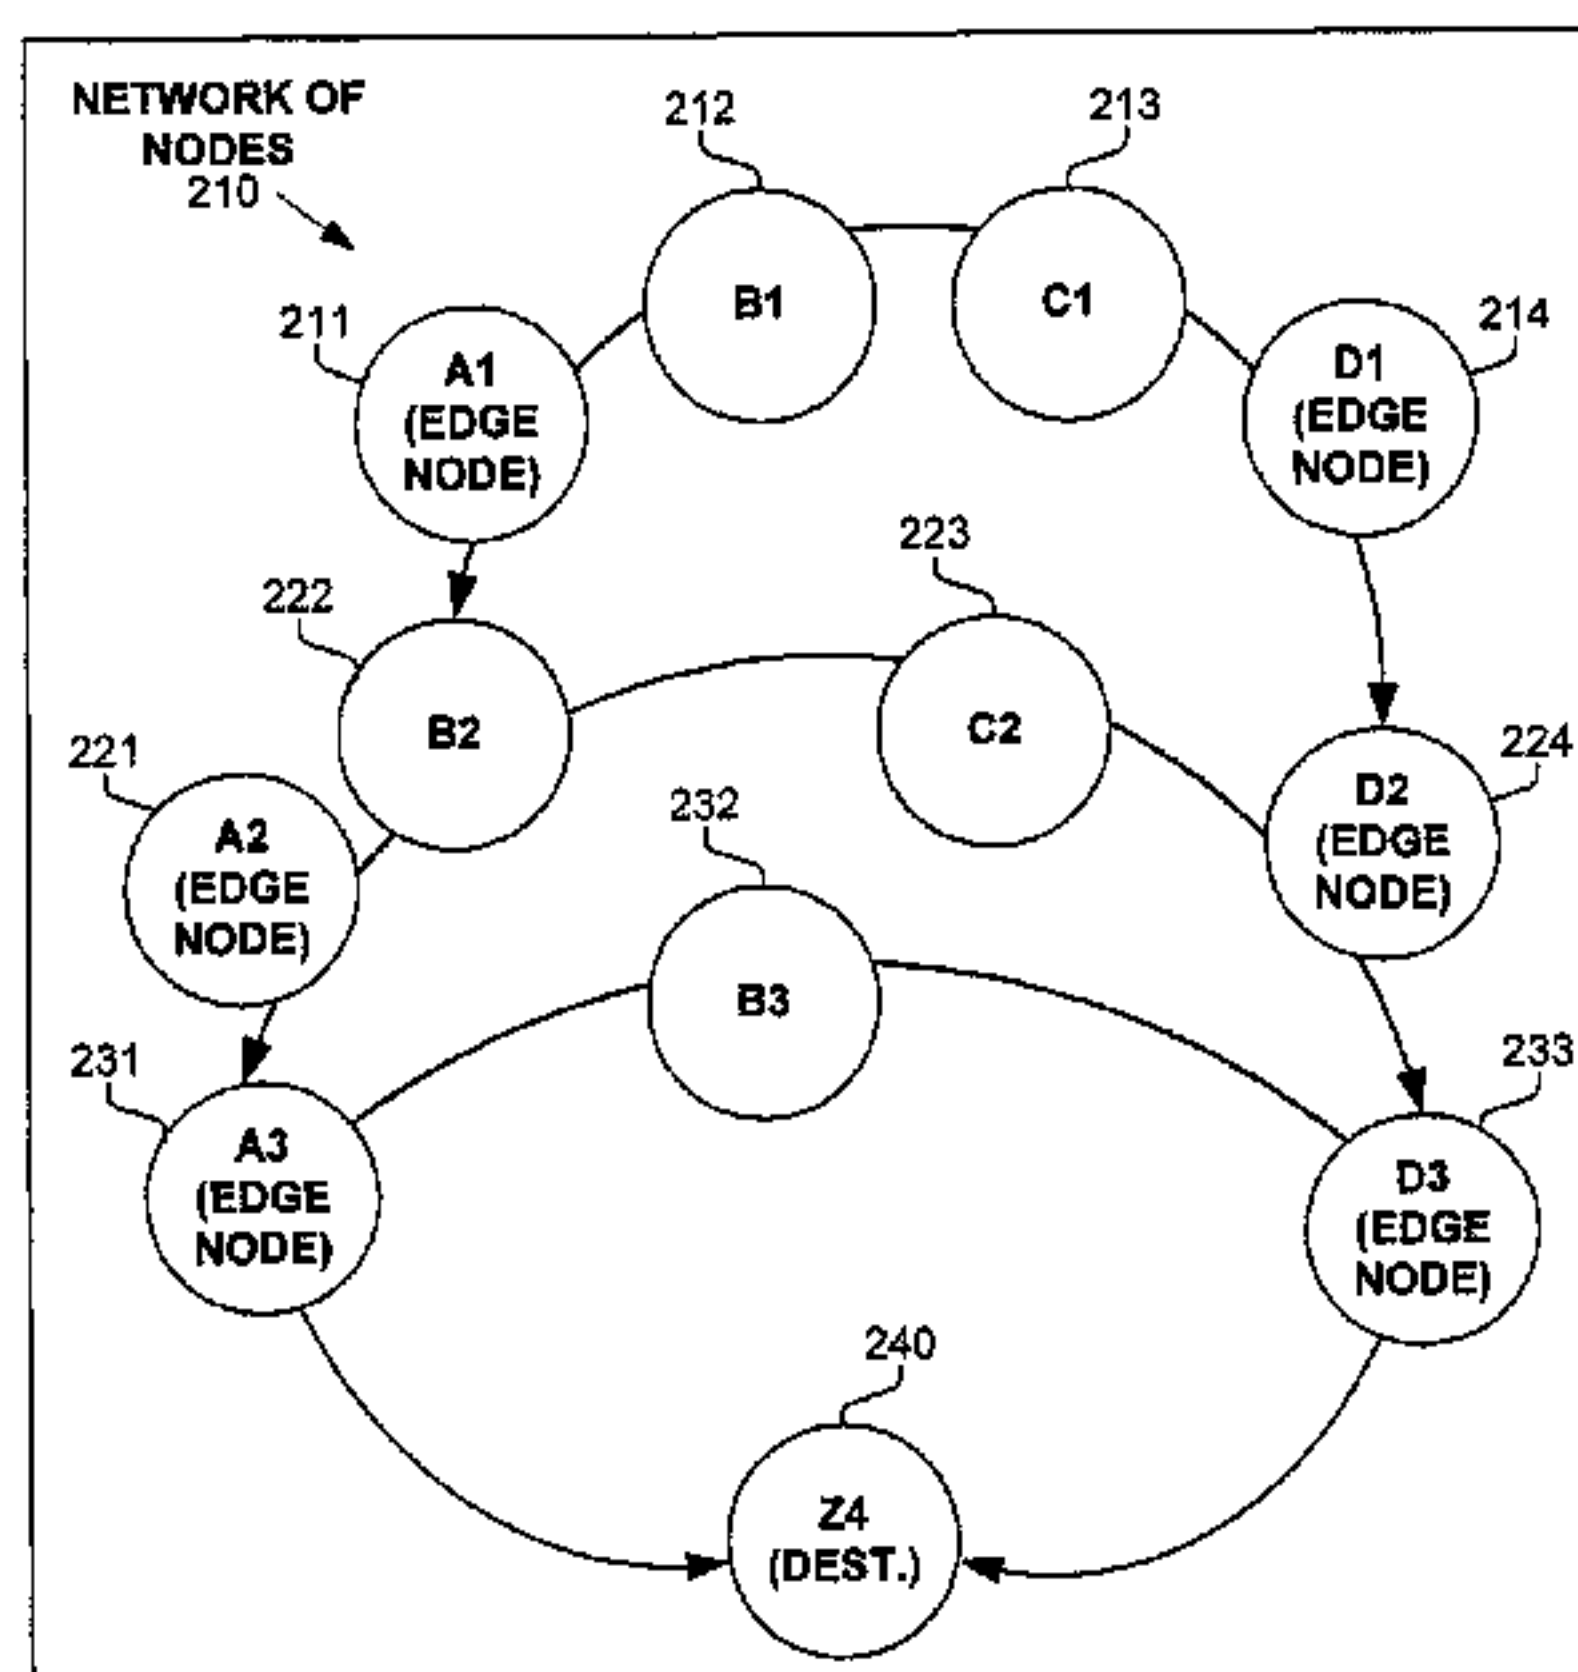 NETWORK OF
NODES
210
212
213
211
214
B1
C1
A1
(EDGE
NODE)
D1
(EDGE
NODE)
222
223
B2
C2
221
224
A2
(EDGE
NODE)
D2
(EDGE
NODE)
232
B3
231
233
A3
(EDGE
NODE)
D3
(EDGE
NODE)
240
Z4
(DEST.)